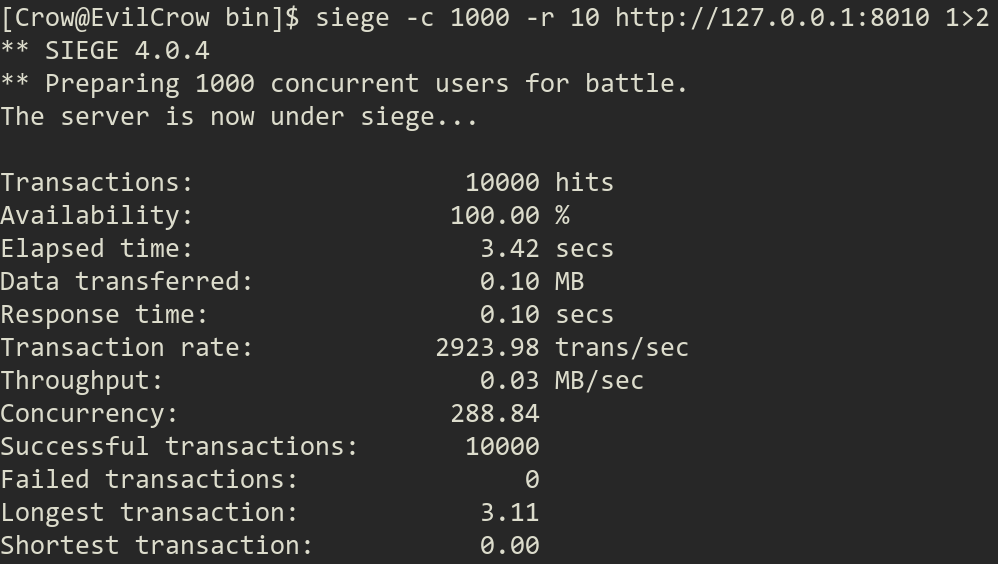 [Crow@EvilCrow bin]$ siege -c 1000 -r 10 http://127.0.0.1:8010 1>2
** SIEGE 4.0.4
** Preparing 1000 concurrent users for battle.
The server is now under siege...
Transactions: 10000 hits
Availability: 100.00 %
Elapsed time: 3.42 secs
Data transferred: 0.10 MB
Response time: 0.10 secs
Transaction rate: 2923.98 trans/sec
Throughput: 0.03 MB/sec
Concurrency: 288.84
Successful transactions: 10000
Failed transactions: 0
Longest transaction: 3.11
Shortest transaction: 0.00